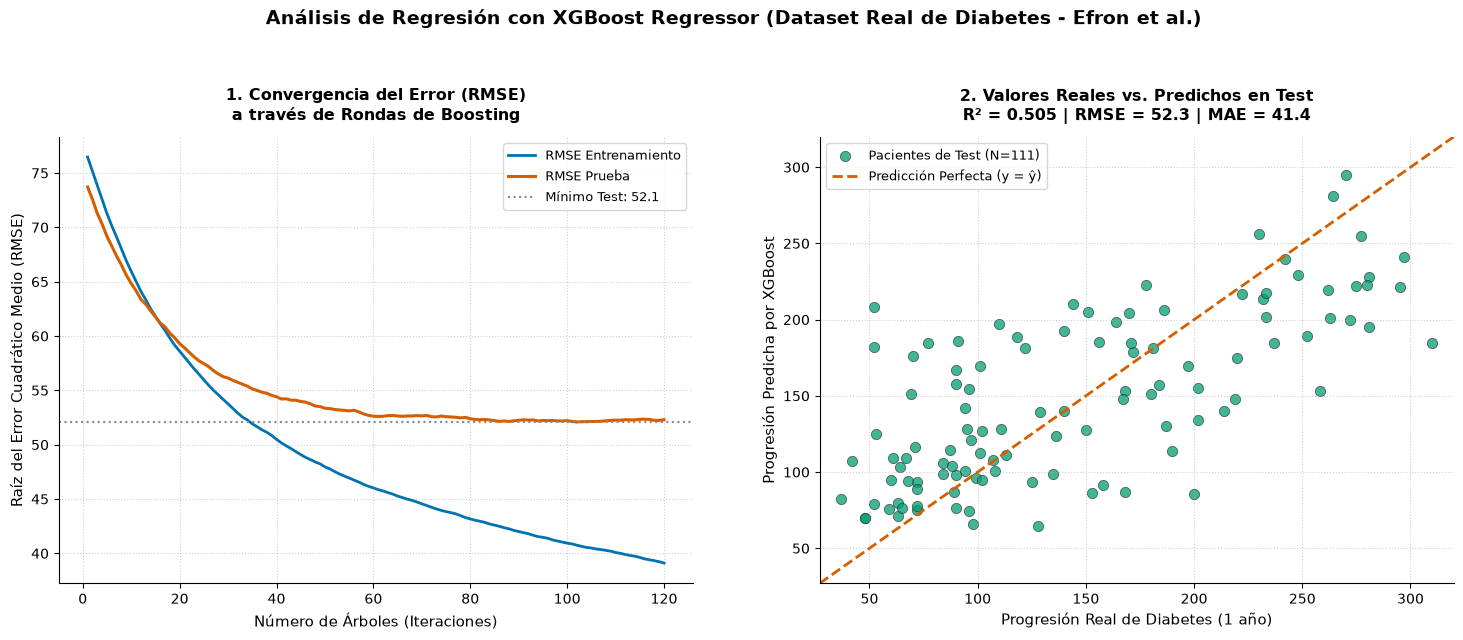 Análisis de Regresión con XGBoost Regressor (Dataset Real de Diabetes - Efron et al.)
1. Convergencia del Error (RMSE)
a través de Rondas de Boosting
Raíz del Error Cuadrático Medio (RMSE)
75
70
65
60
55
50
45
40
RMSE Entrenamiento
RMSE Prueba
Mínimo Test: 52.1
0
20
40
60
80
100
120
Número de Árboles (Iteraciones)
2. Valores Reales vs. Predichos en Test
R² = 0.505 | RMSE = 52.3 | MAE = 41.4
Progresión Predicha por XGBoost
300
250
200
150
100
50
Pacientes de Test (N=111)
Predicción Perfecta (y = ŷ)
50
100
150
200
250
300
Progresión Real de Diabetes (1 año)